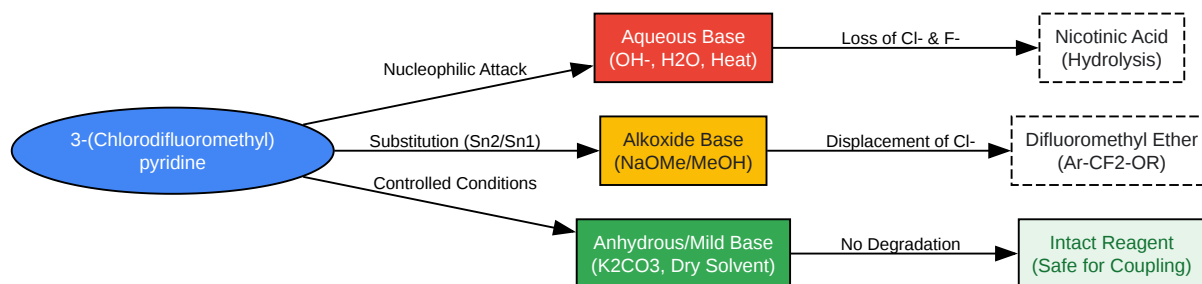 3-(Chlorodifluoromethyl)
pyridine
Nucleophilic Attack
Aqueous Base
(OH-, H2O, Heat)
Loss of Cl- & F-
Nicotinic Acid
(Hydrolysis)
Substitution (Sn2/Sn1)
Alkoxide Base
(NaOMe/MeOH)
Displacement of Cl-
Difluoromethyl Ether
(Ar-CF2-OR)
Controlled Conditions
Anhydrous/Mild Base
(K2CO3, Dry Solvent)
No Degradation
Intact Reagent
(Safe for Coupling)